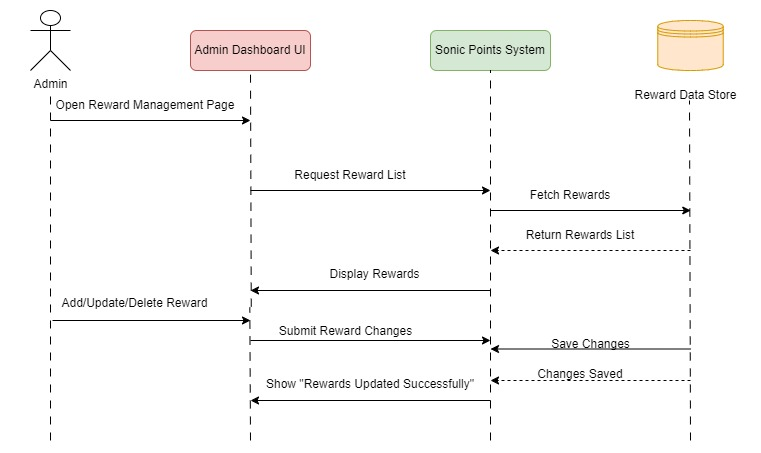 Admin Dashboard UI
Sonic Points System
Admin
Reward Data Store
Open Reward Management Page
Request Reward List
Fetch Rewards
Return Rewards List
Display Rewards
Add/Update/Delete Reward
Submit Reward Changes
Save Changes
Changes Saved
Show "Rewards Updated Successfully"